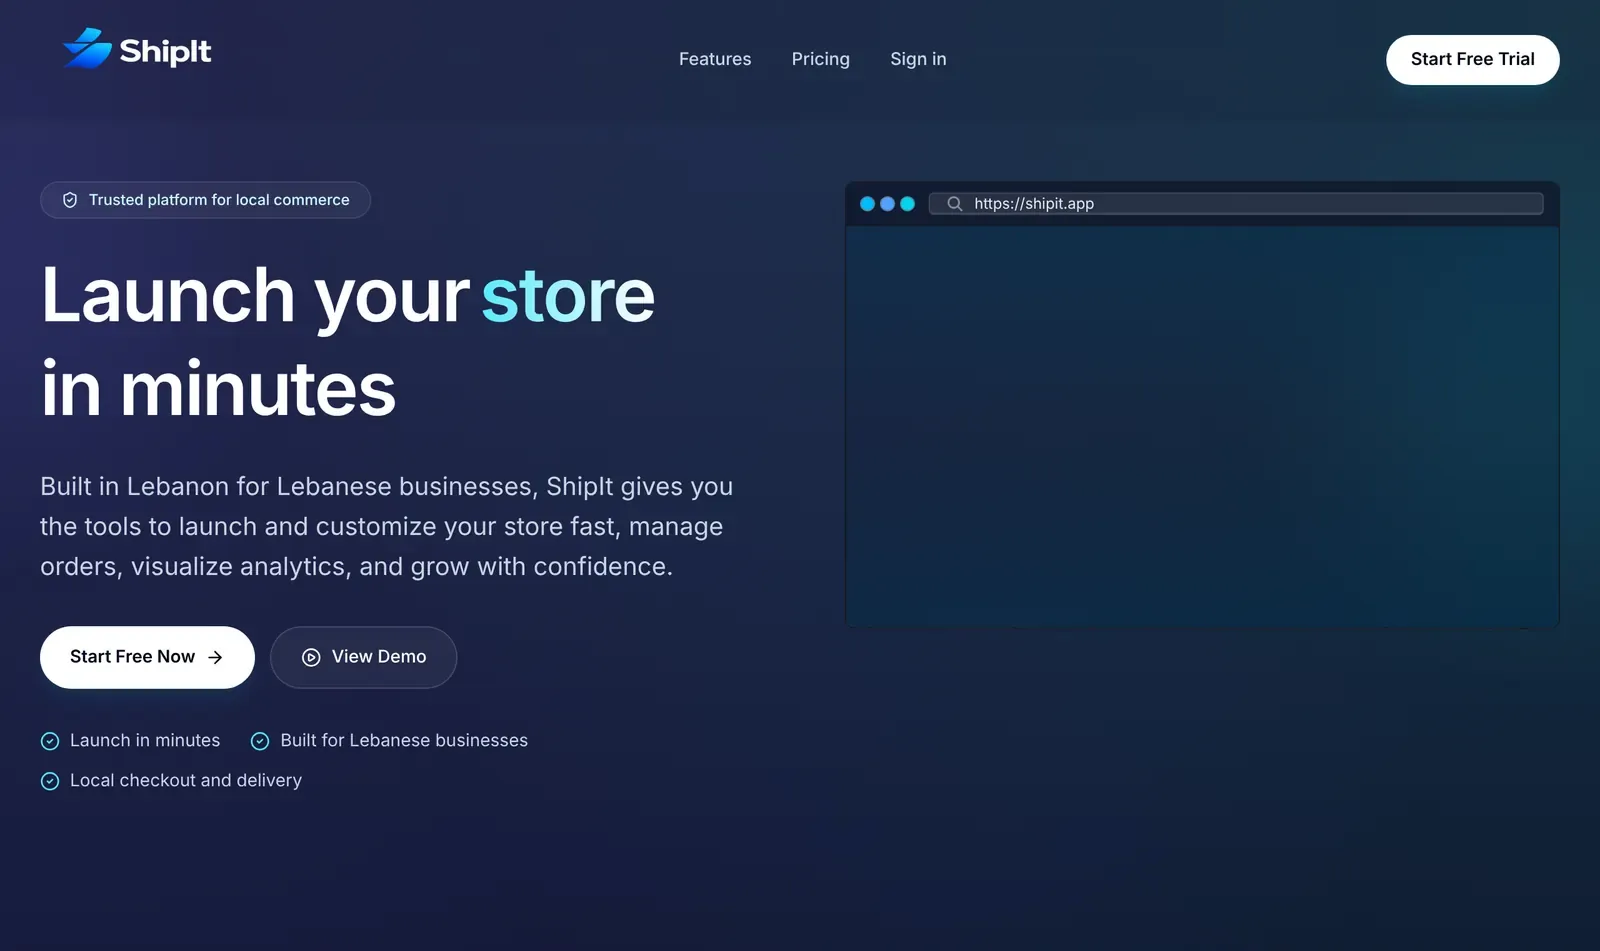 ShipIt
Features
Pricing
Sign in
Start Free Trial
Trusted platform for local commerce
Launch your store
in minutes
Built in Lebanon for Lebanese businesses, ShipIt gives you
the tools to launch and customize your store fast, manage
orders, visualize analytics, and grow with confidence.
Start Free Now →
View Demo
Launch in minutes
Built for Lebanese businesses
Local checkout and delivery
https://shipit.app